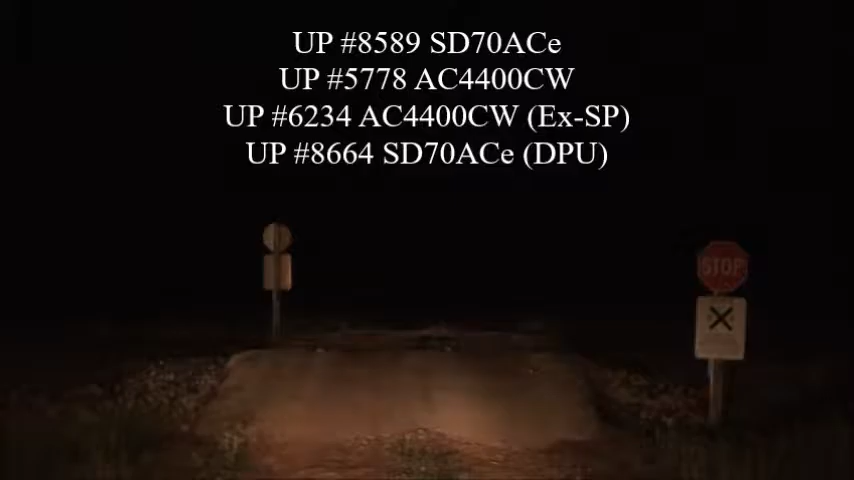 UP #8589 SD70ACe
UP #5778 AC4400CW
UP #6234 AC4400CW (Ex-SP)
UP #8664 SD70ACe (DPU)
STOP